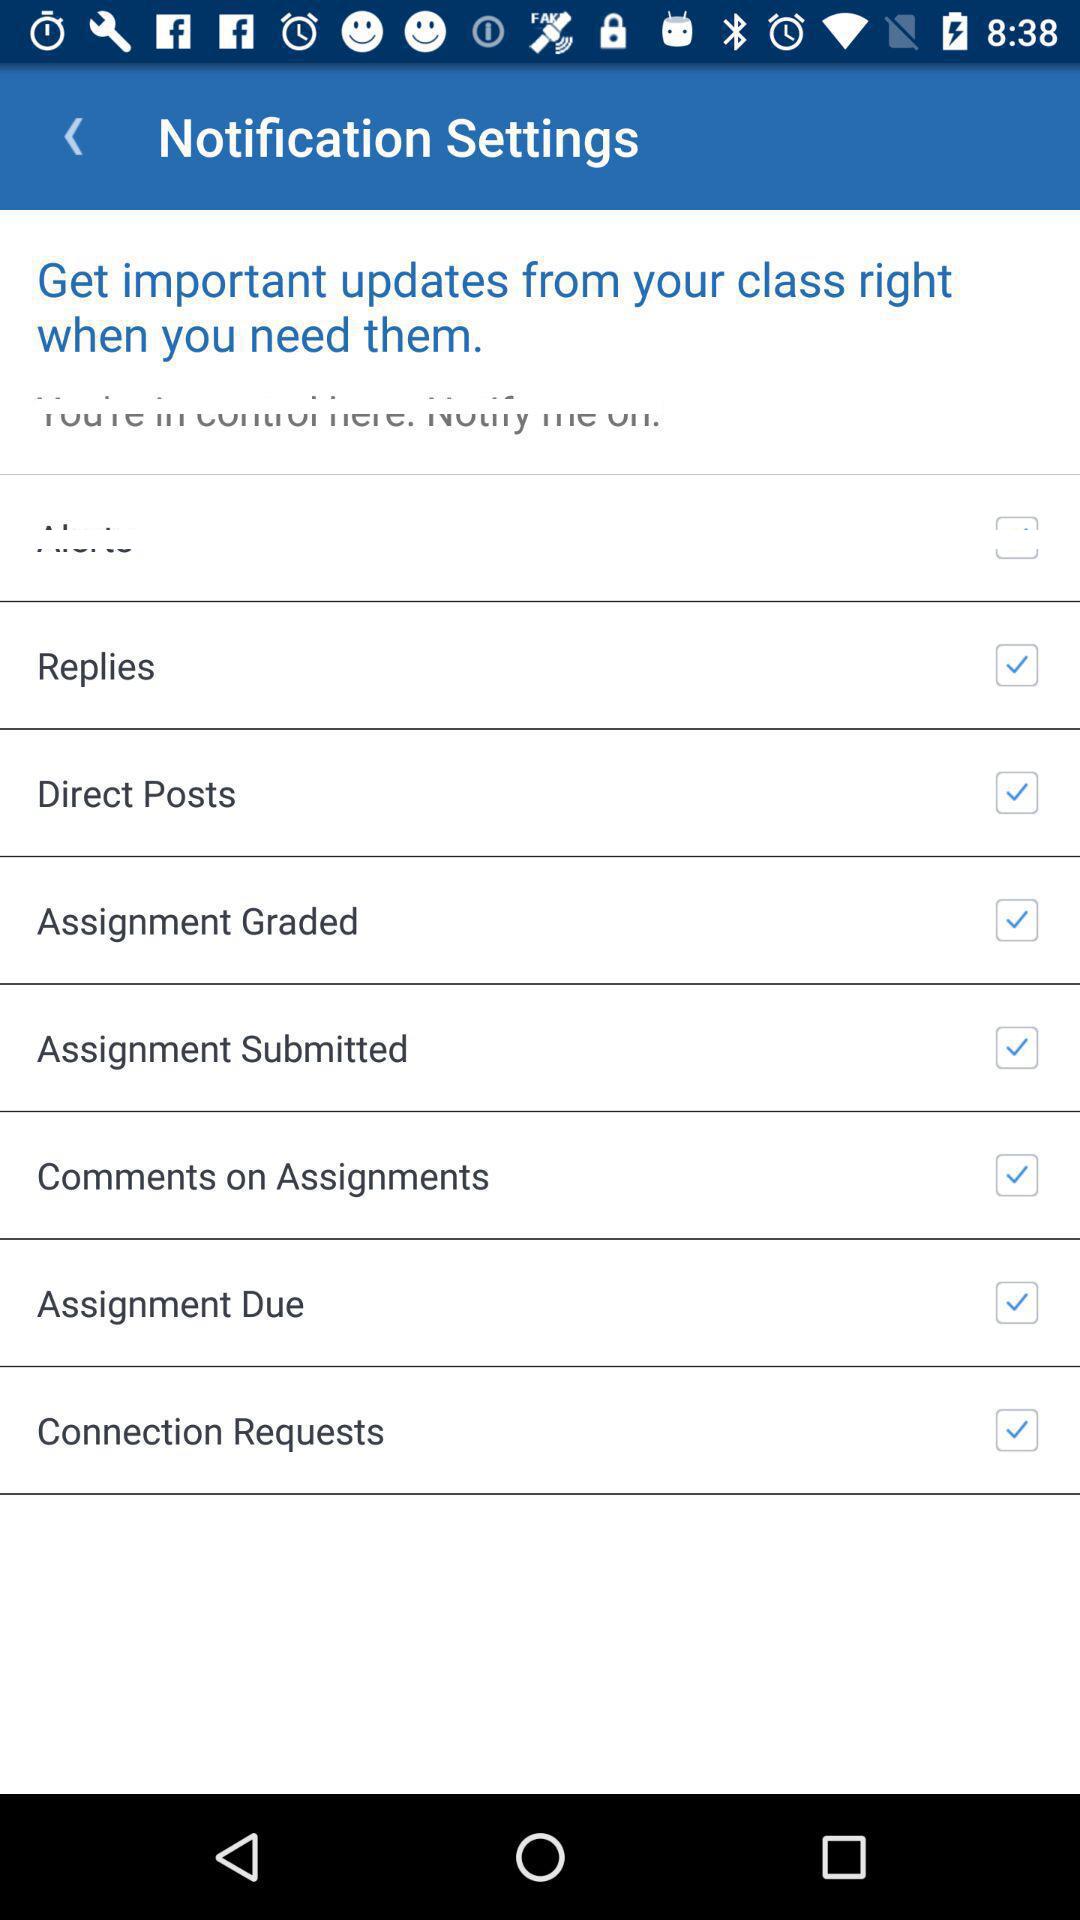 FAKE
8:38
Notification Settings
Get important updates from your class right
when you need them.
You're in control here. Notify me on:
Alerts
Replies
Direct Posts
Assignment Graded
Assignment Submitted
Comments on Assignments
Assignment Due
Connection Requests